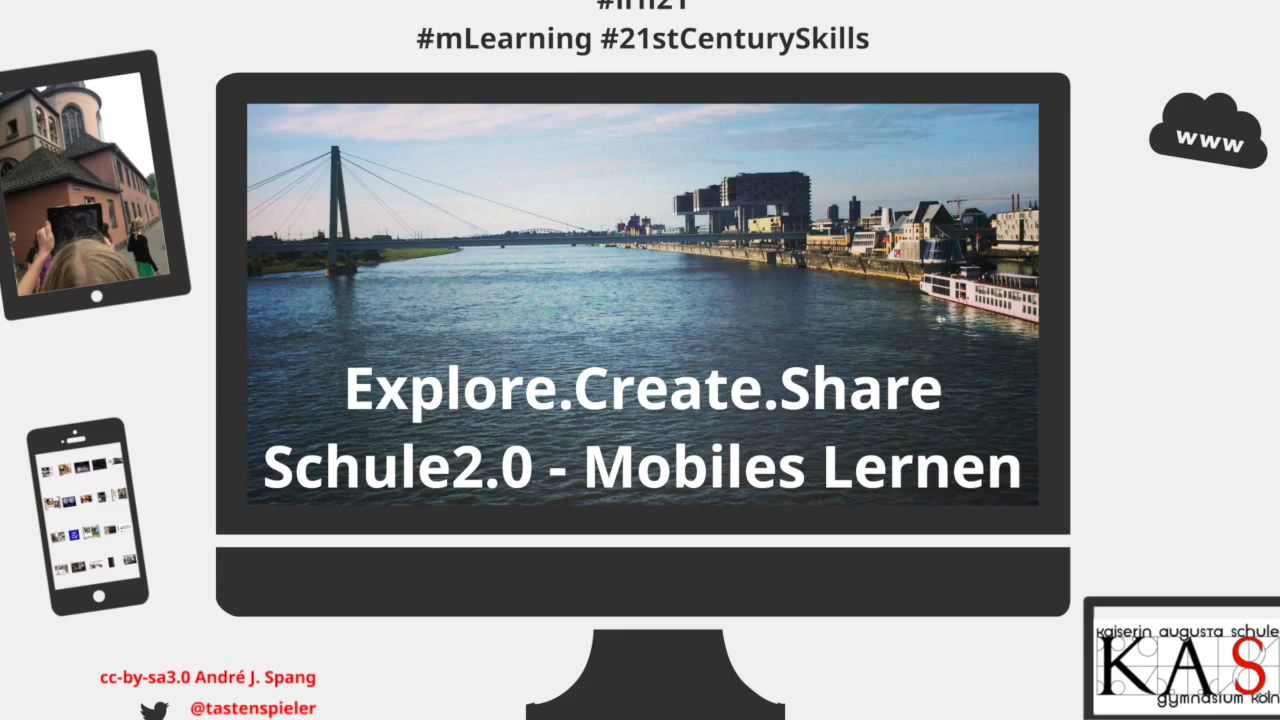 #mLearning #21stCenturySkills
www
Explore.Create.Share
Schule2.0 - Mobiles Lernen
cc-by-sa3.0 André J. Spang
@tastenspieler
kaiserin augusta schule
KAS
gymnasium köln